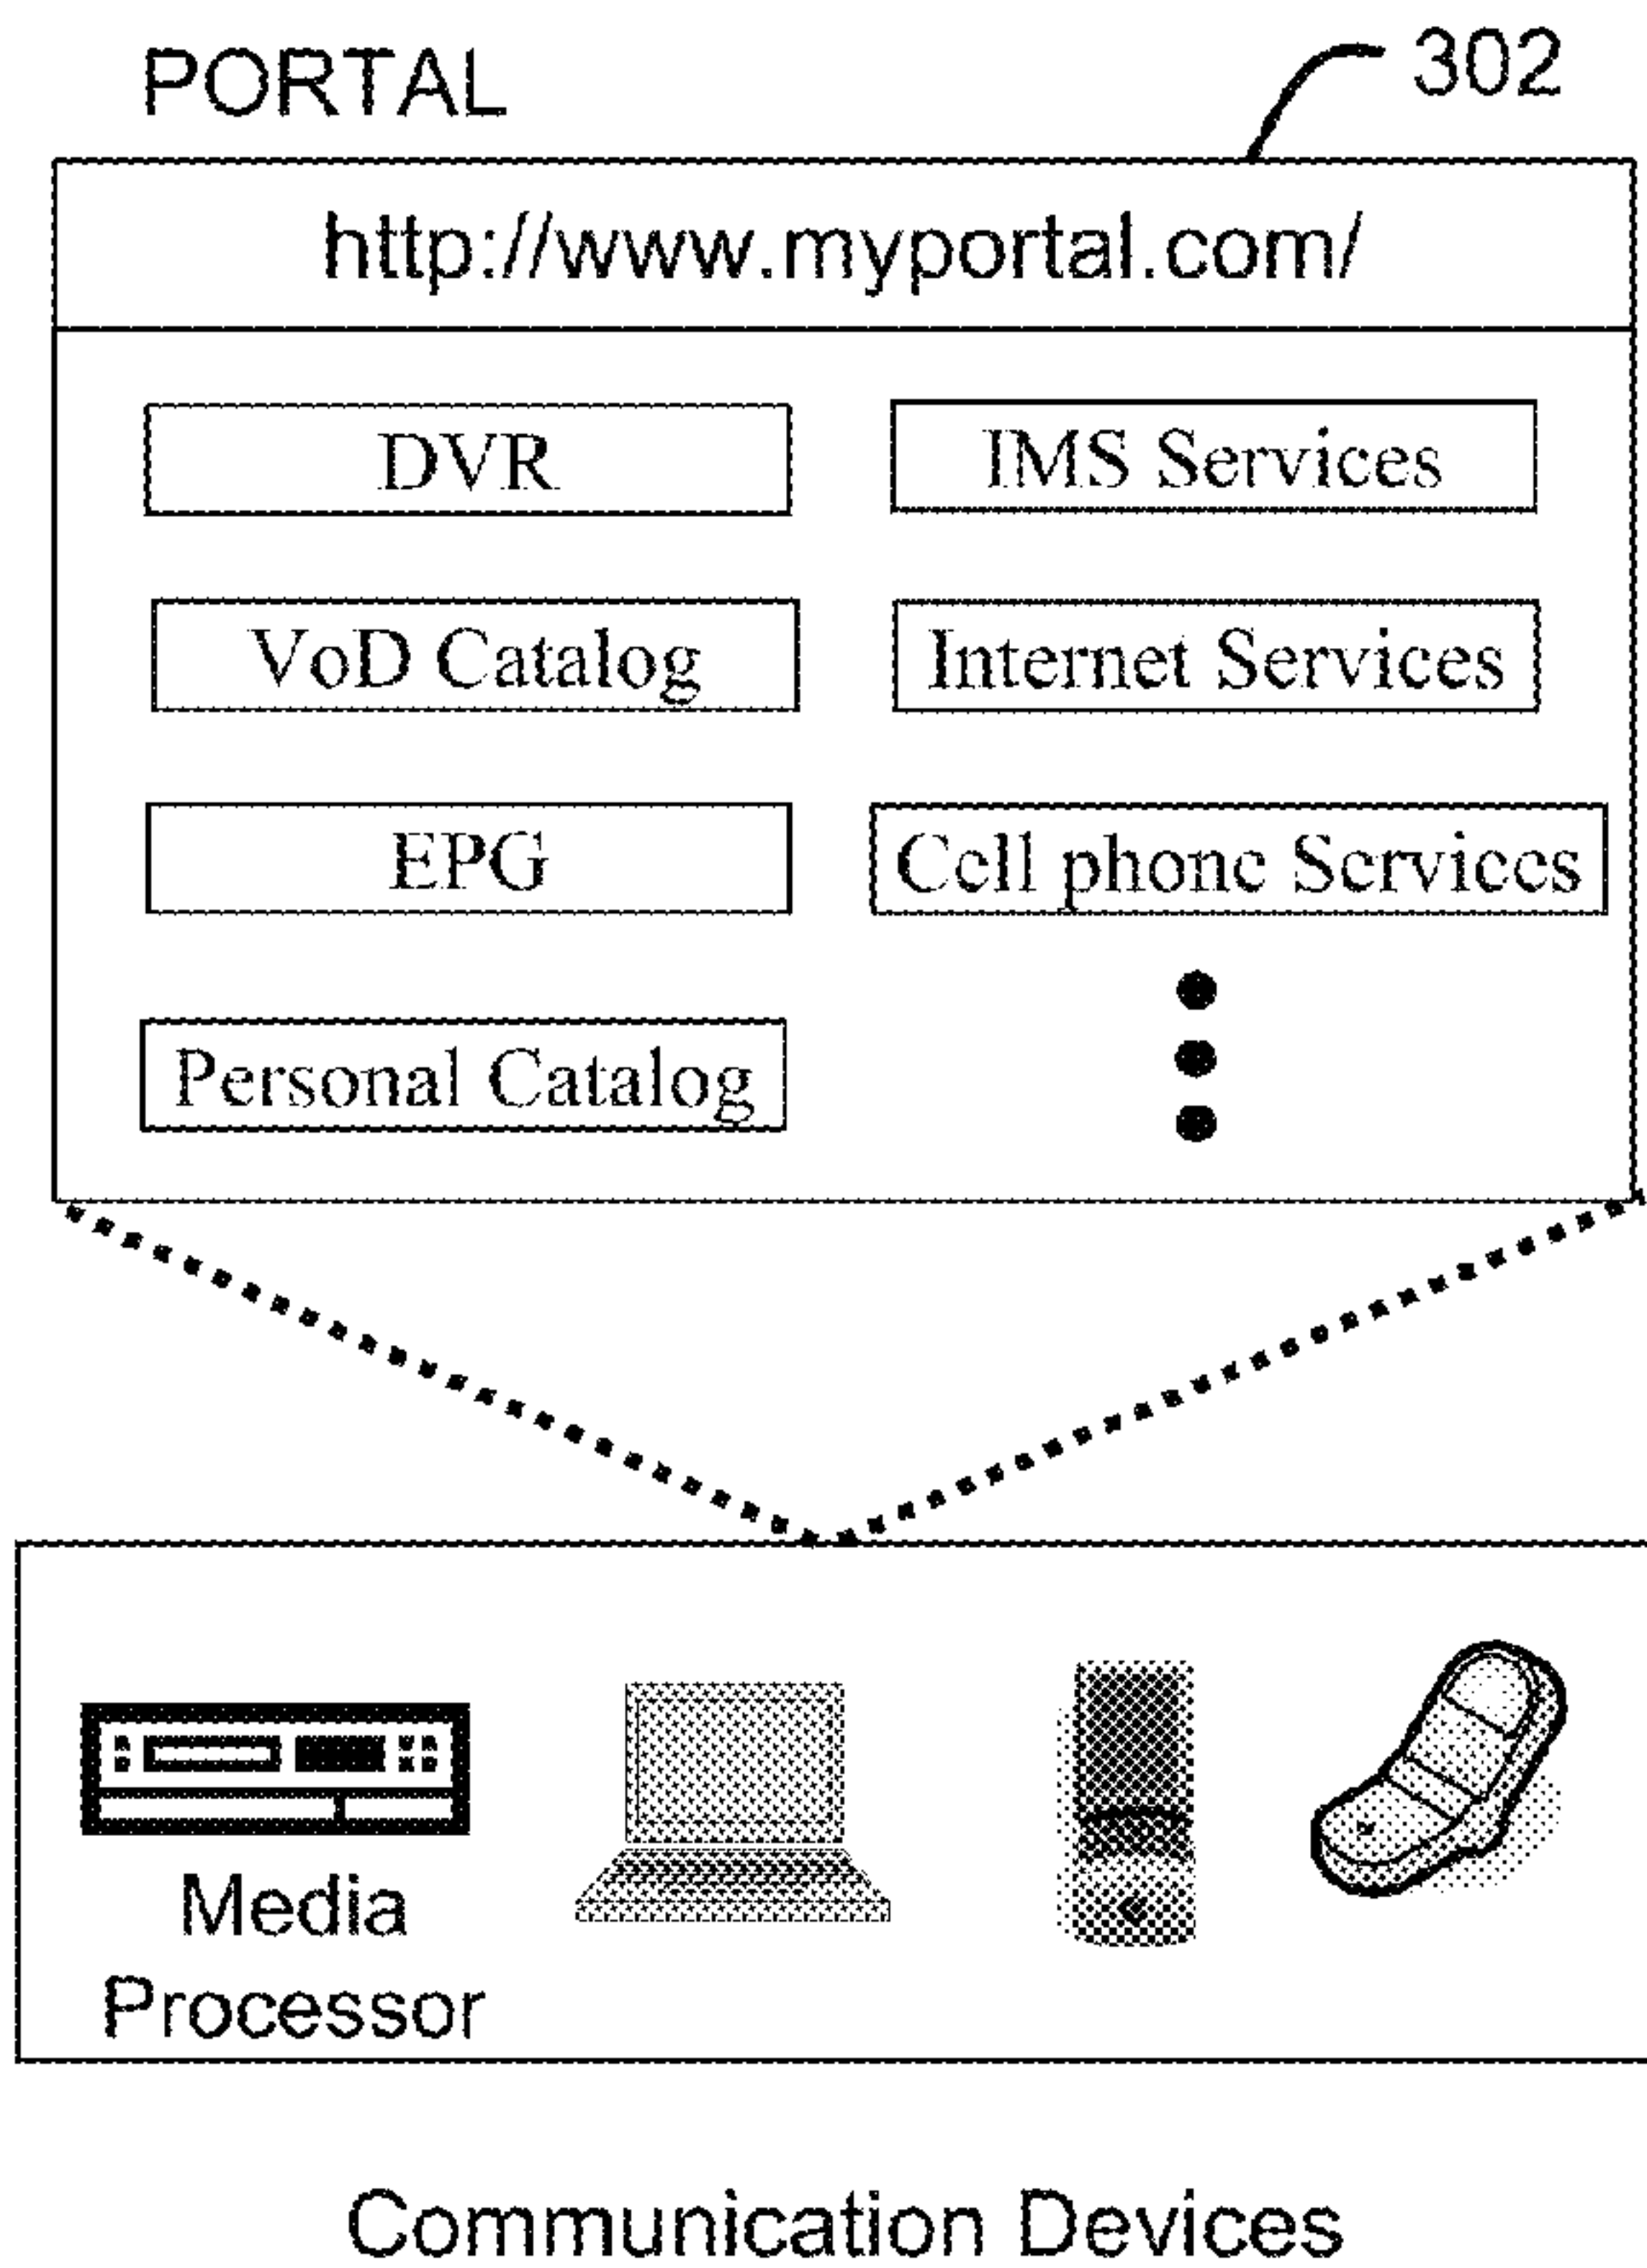 PORTAL
302
http://www.myportal.com/
DVR
IMS Services
VoD Catalog
Internet Services
EPG
Cell phone Services
Personal Catalog
Media
Processor
Communication Devices